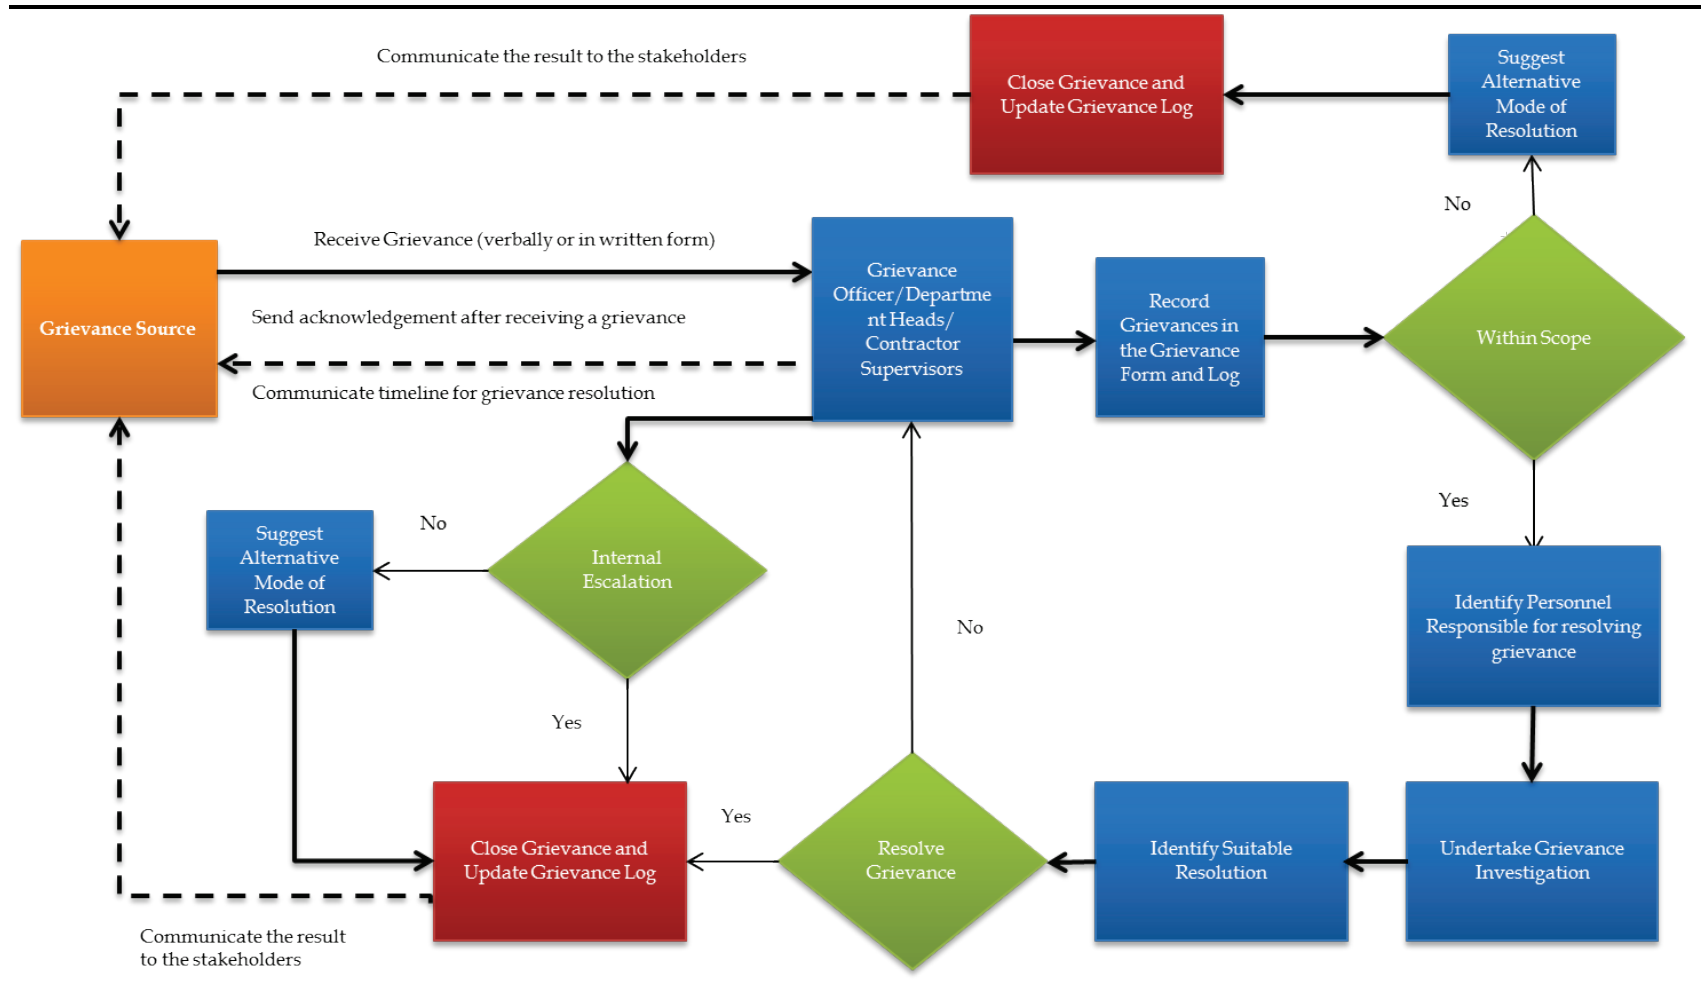 Communicate the result to the stakeholders
Close Grievance and
Update Grievance Log
Suggest
Alternative
Mode of
Resolution
No
Receive Grievance (verbally or in written form)
Grievance Source
Send acknowledgement after receiving a grievance
Communicate timeline for grievance resolution
Grievance
Officer/Departme
nt Heads/
Contractor
Supervisors
Record
Grievances in
the Grievance
Form and Log
Within Scope
Yes
No
Suggest
Alternative
Mode of
Resolution
Internal
Escalation
No
Identify Personnel
Responsible for resolving
grievance
Yes
Yes
Close Grievance and
Update Grievance Log
Resolve
Grievance
Identify Suitable
Resolution
Undertake Grievance
Investigation
Communicate the result
to the stakeholders